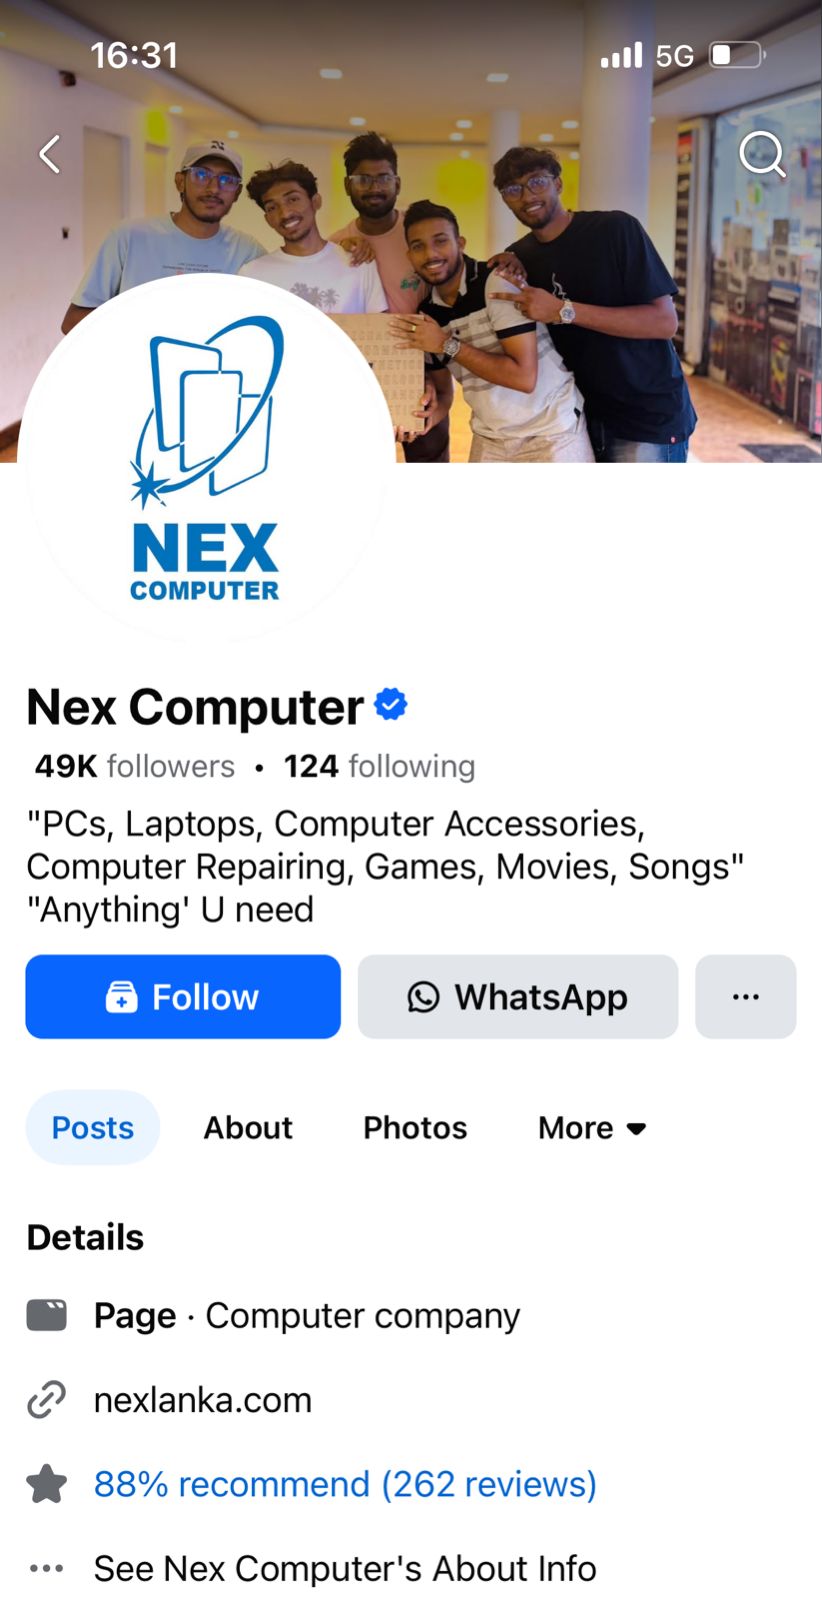 16:31
5G
NEX
COMPUTER
Nex Computer
49K followers • 124 following
"PCs, Laptops, Computer Accessories,
Computer Repairing, Games, Movies, Songs"
"Anything' U need
Follow
WhatsApp
...
Posts
About
Photos
More
Details
Page · Computer company
nexlanka.com
88% recommend (262 reviews)
... See Nex Computer's About Info